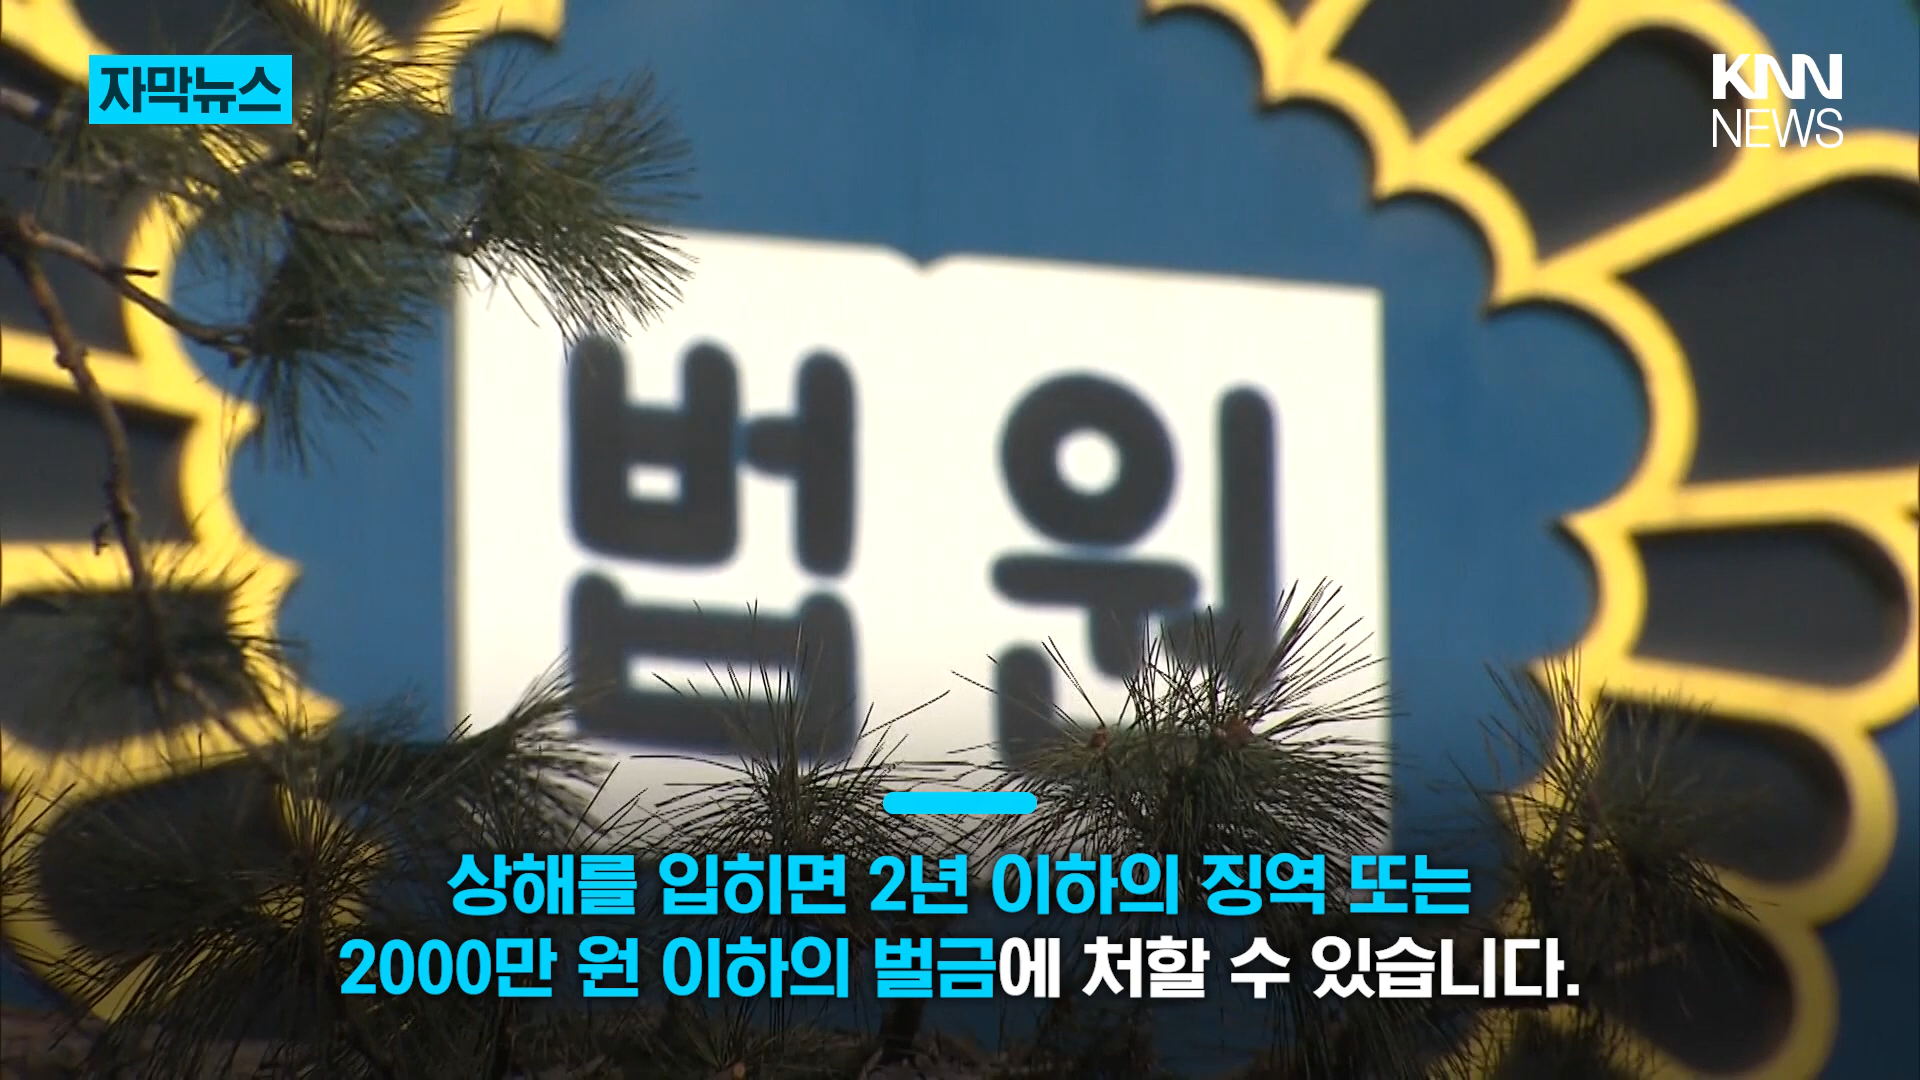 자막뉴스
KNN
NEWS
법원
상해를 입히면 2년 이하의 징역 또는
2000만 원 이하의 벌금에 처할 수 있습니다.